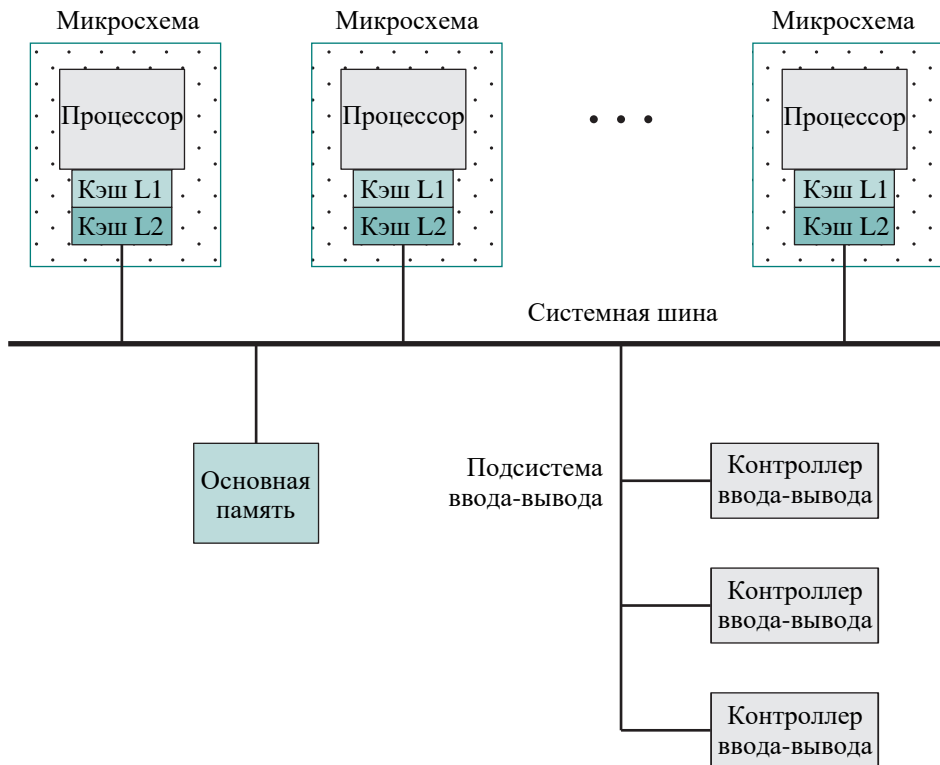 Микросхема
Микросхема
Микросхема
Процессор
Процессор
Процессор
Кэш L1
Кэш L1
Кэш L1
Кэш L2
Кэш L2
Кэш L2
Системная шина
Основная
память
Подсистема
ввода-вывода
Контроллер
ввода-вывода
Контроллер
ввода-вывода
Контроллер
ввода-вывода